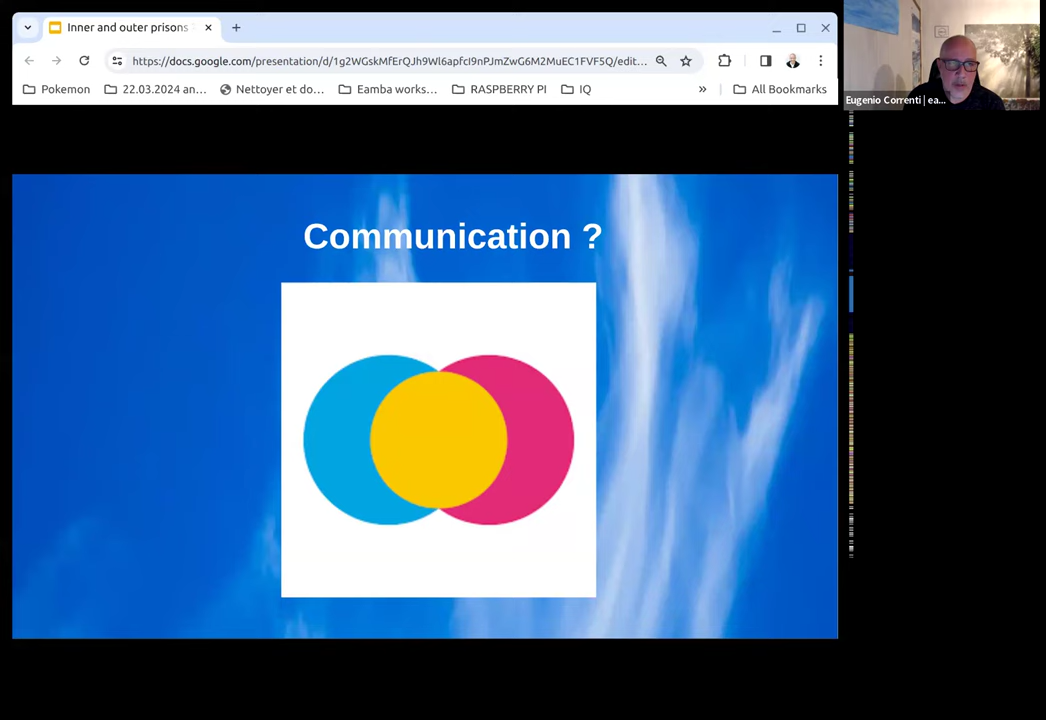 Inner and outer prisons
https://docs.google.com/presentation/d/1g2WGskMfErQJh9Wl6apfcI9nPJmZwG6M2MuEC1FVF5Q/edit...
Pokemon
22.03.2024 an...
Nettoyer et do...
Eamba works...
RASPBERRY PI
IQ
»
All Bookmarks
Eugenio Correnti | ea...
Communication ?